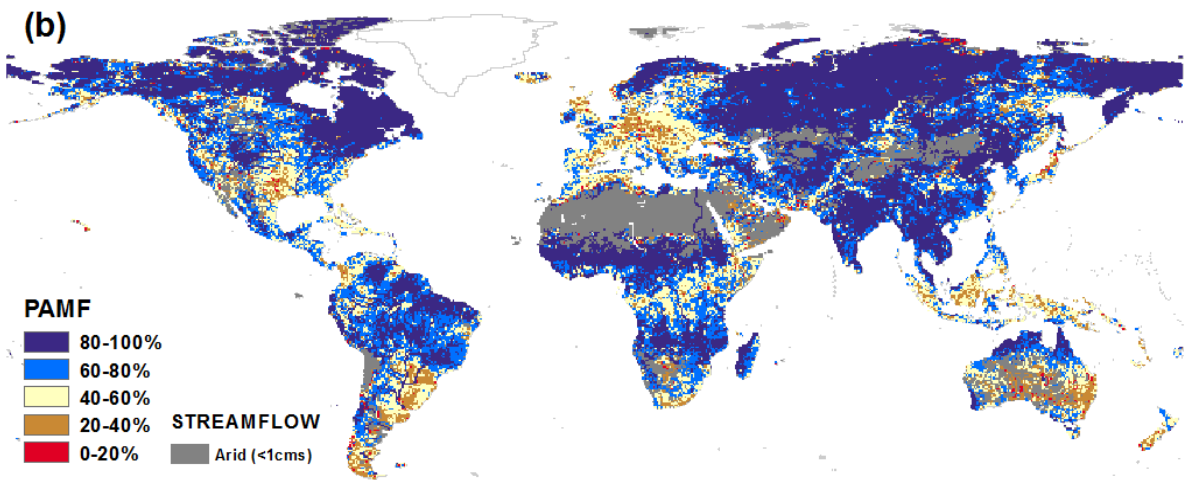 (b)
PAMF
80-100%
60-80%
40-60%
20-40%
0-20%
STREAMFLOW
Arid (<1cms)